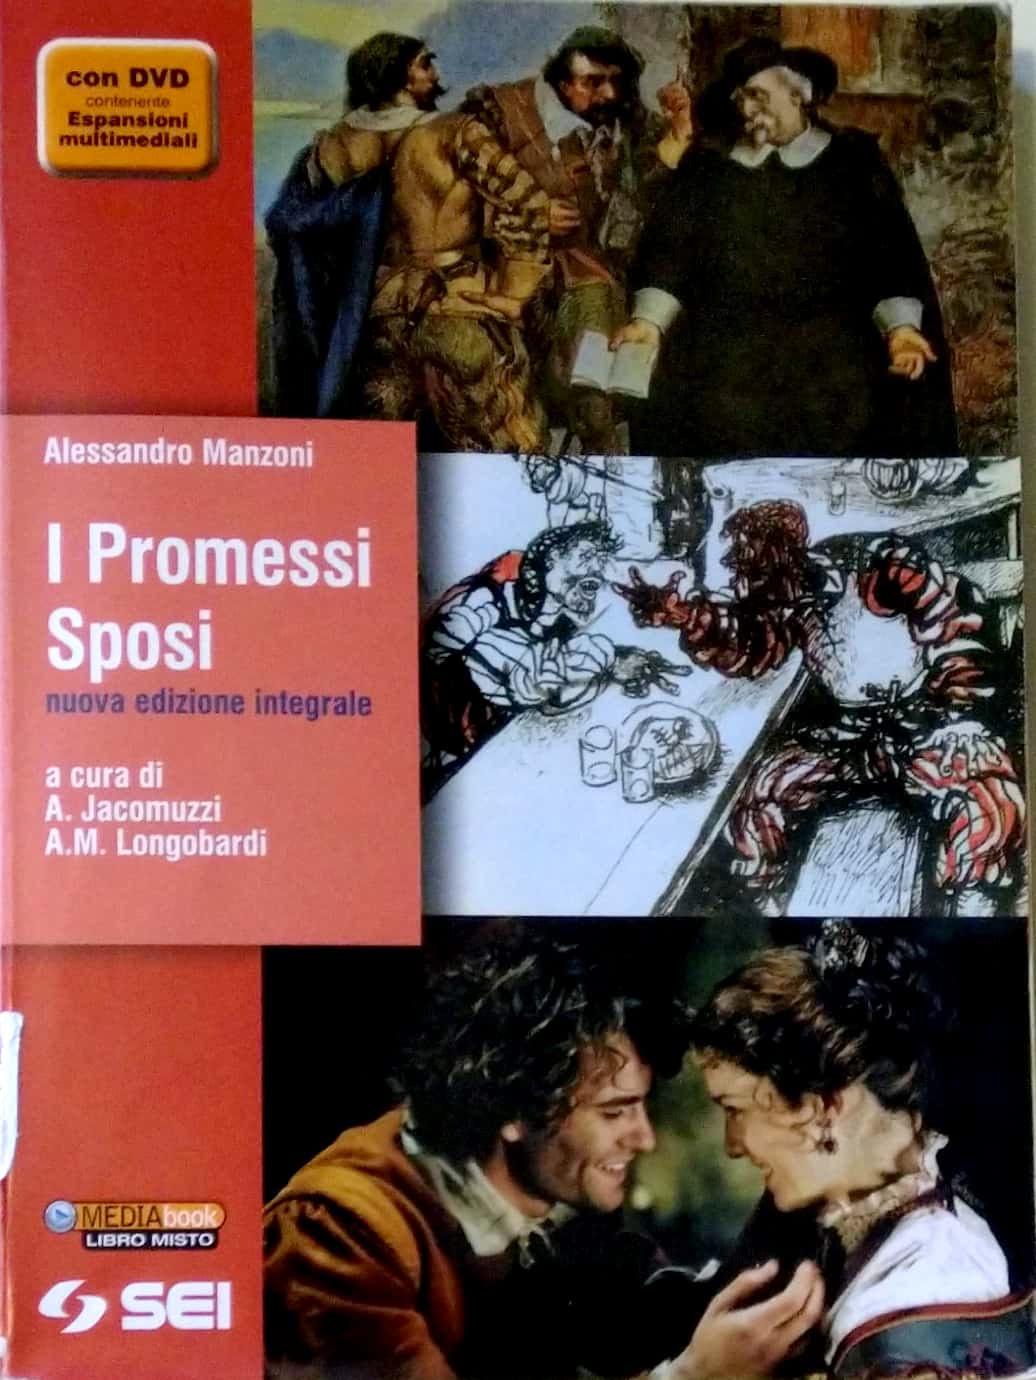 con DVD
contenente
Espansioni
multimediali
Alessandro Manzoni
I Promessi
Sposi
nuova edizione integrale
a cura di
A. Jacomuzzi
A.M. Longobardi
MEDIAbook
LIBRO MISTO
SEI